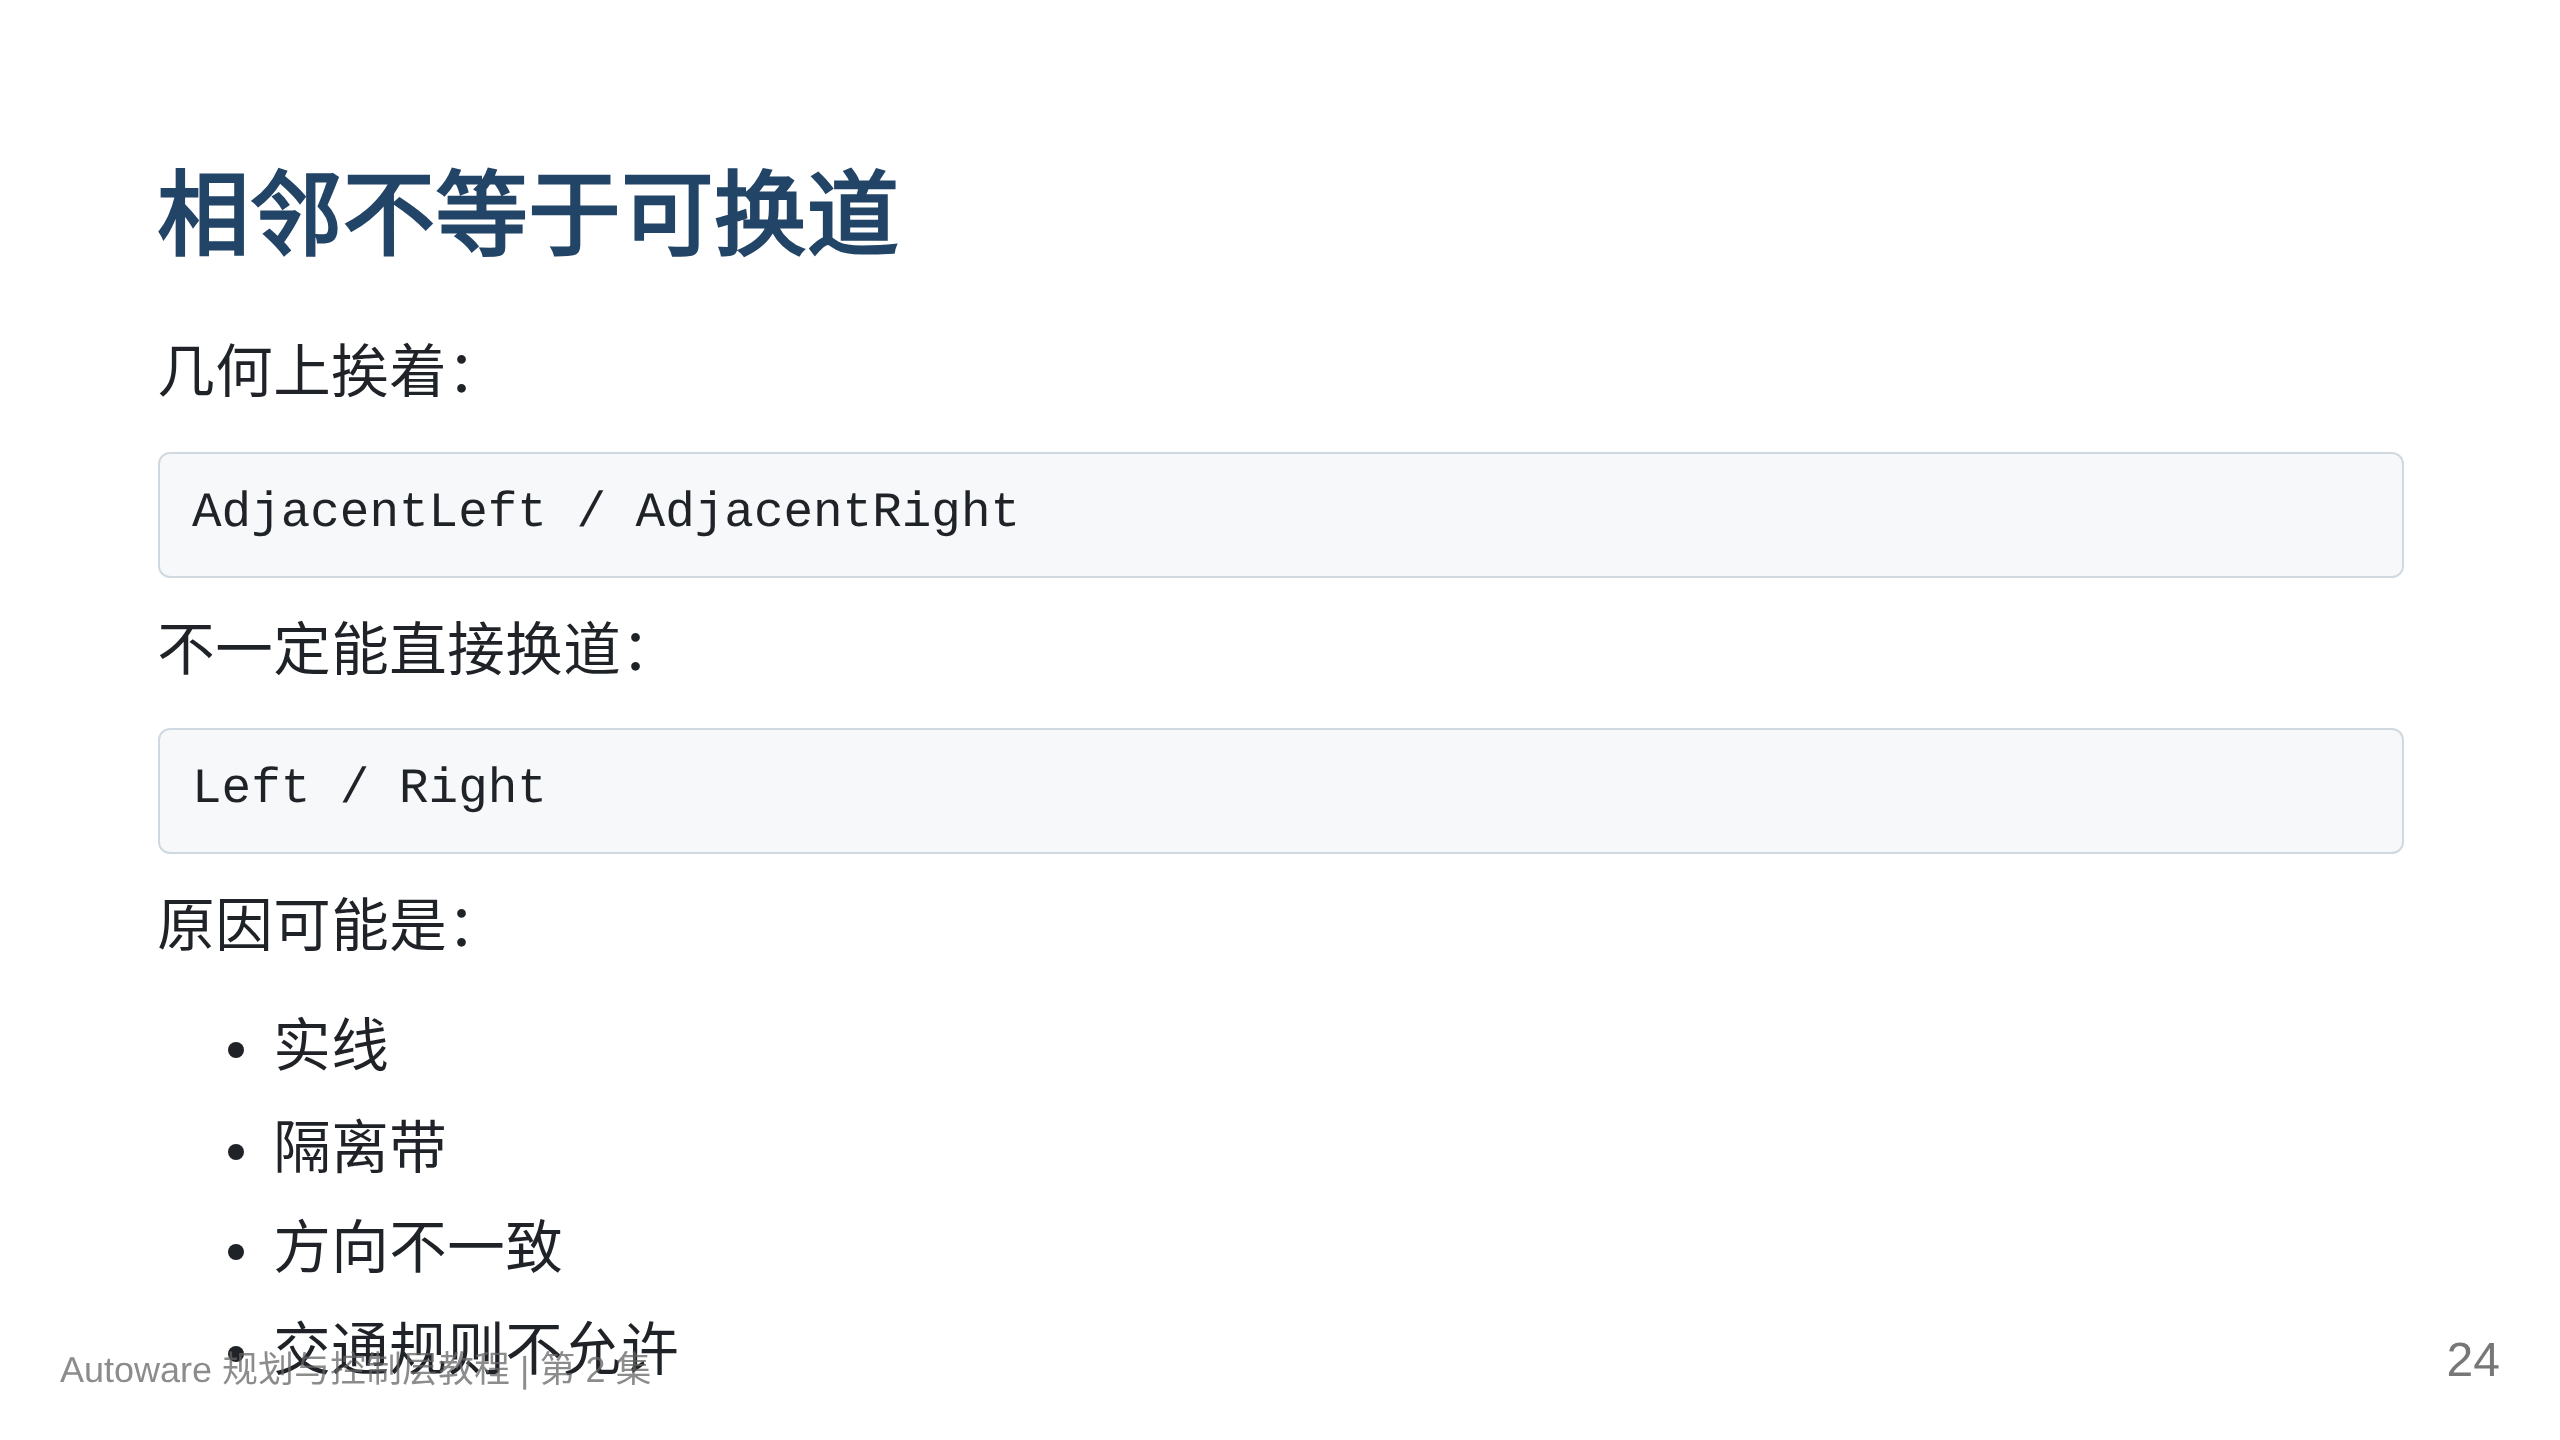 相邻不等于可换道
几何上挨着：
AdjacentLeft / AdjacentRight
不一定能直接换道：
Left / Right
原因可能是：
• 实线
• 隔离带
• 方向不一致
• 交通规则不允许
Autoware 规划与控制层教程 | 第 2 集
24